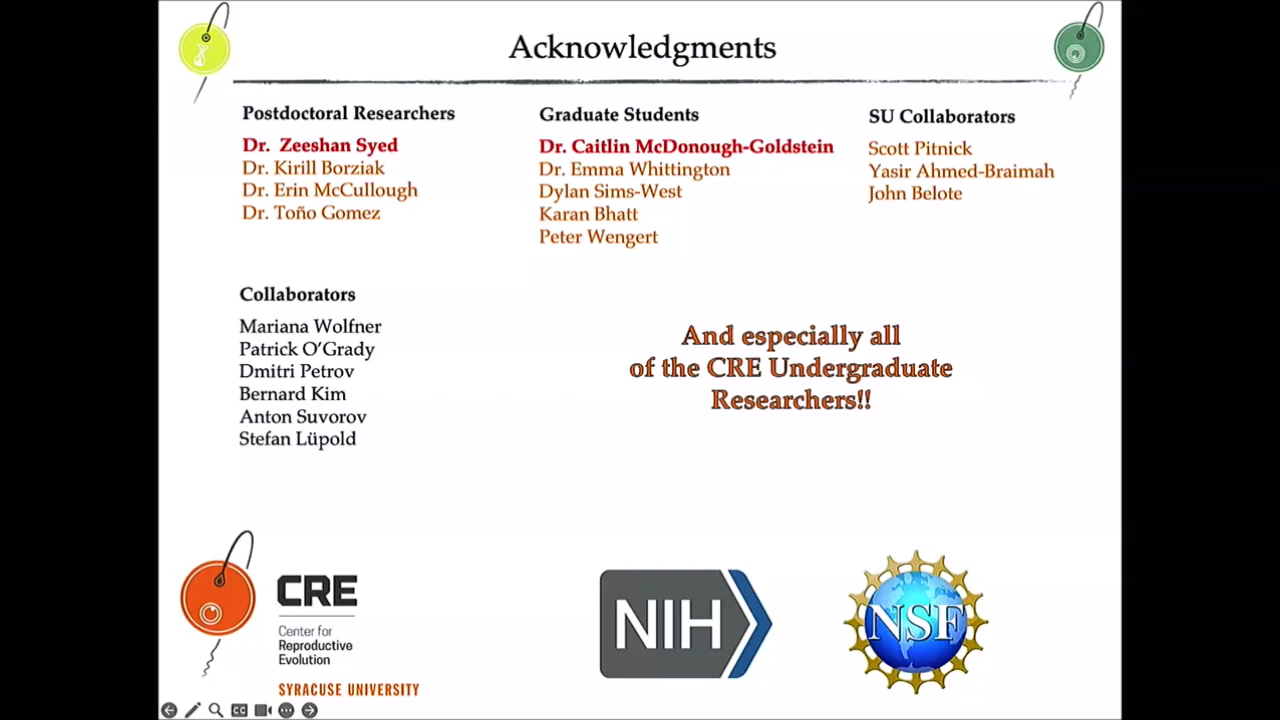 Acknowledgments
Postdoctoral Researchers
Dr.  Zeeshan Syed
Dr. Kirill Borziak
Dr. Erin McCullough
Dr. Toño Gomez
Graduate Students
Dr. Caitlin McDonough-Goldstein
Dr. Emma Whittington
Dylan Sims-West
Karan Bhatt
Peter Wengert
SU Collaborators
Scott Pitnick
Yasir Ahmed-Braimah
John Belote
Collaborators
Mariana Wolfner
Patrick O’Grady
Dmitri Petrov
Bernard Kim
Anton Suvorov
Stefan Lüpold
And especially all
of the CRE Undergraduate
Researchers!!
CRE
Center for
Reproductive
Evolution
SYRACUSE UNIVERSITY
NIH
NSF
CC